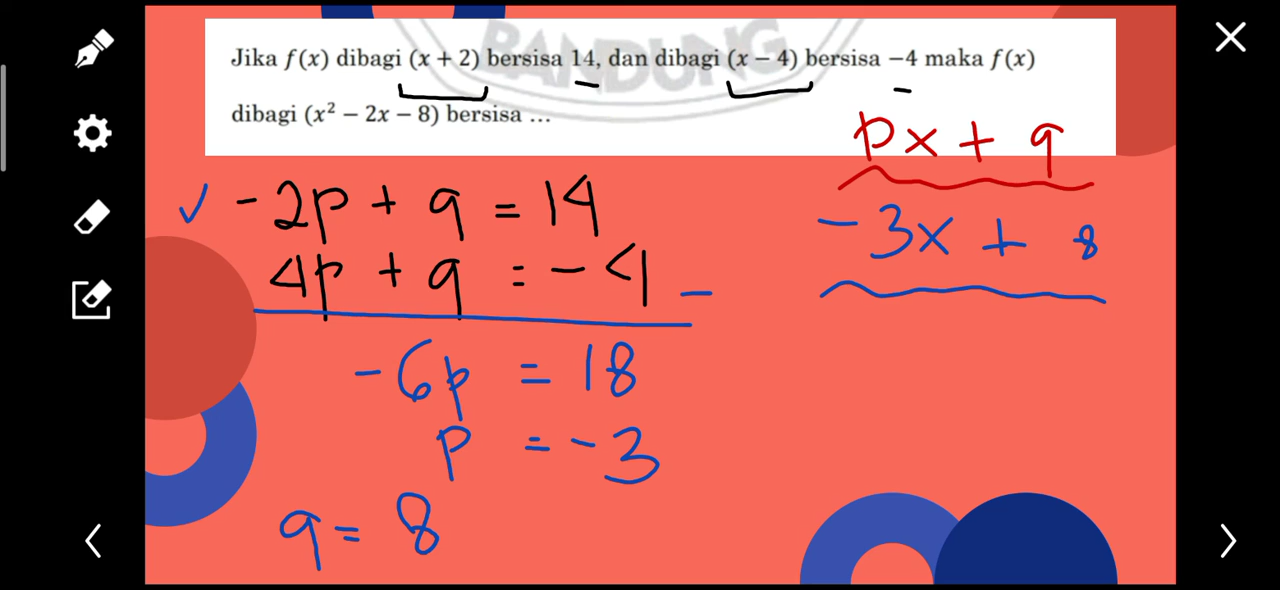 BANDUNG
Jika f(x) dibagi (x + 2) bersisa 14, dan dibagi (x − 4) bersisa −4 maka f(x)
dibagi (x² − 2x − 8) bersisa ...
px + q
✓ -2p + q = 14
4p + q = -4 −
-3x + 8
-6p = 18
p = -3
q = 8